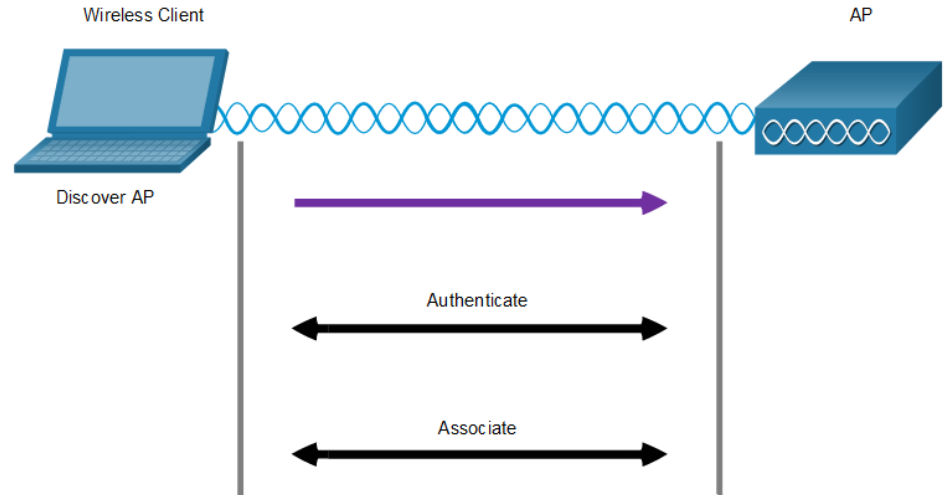 Wireless Client
AP
Discover AP
Authenticate
Associate